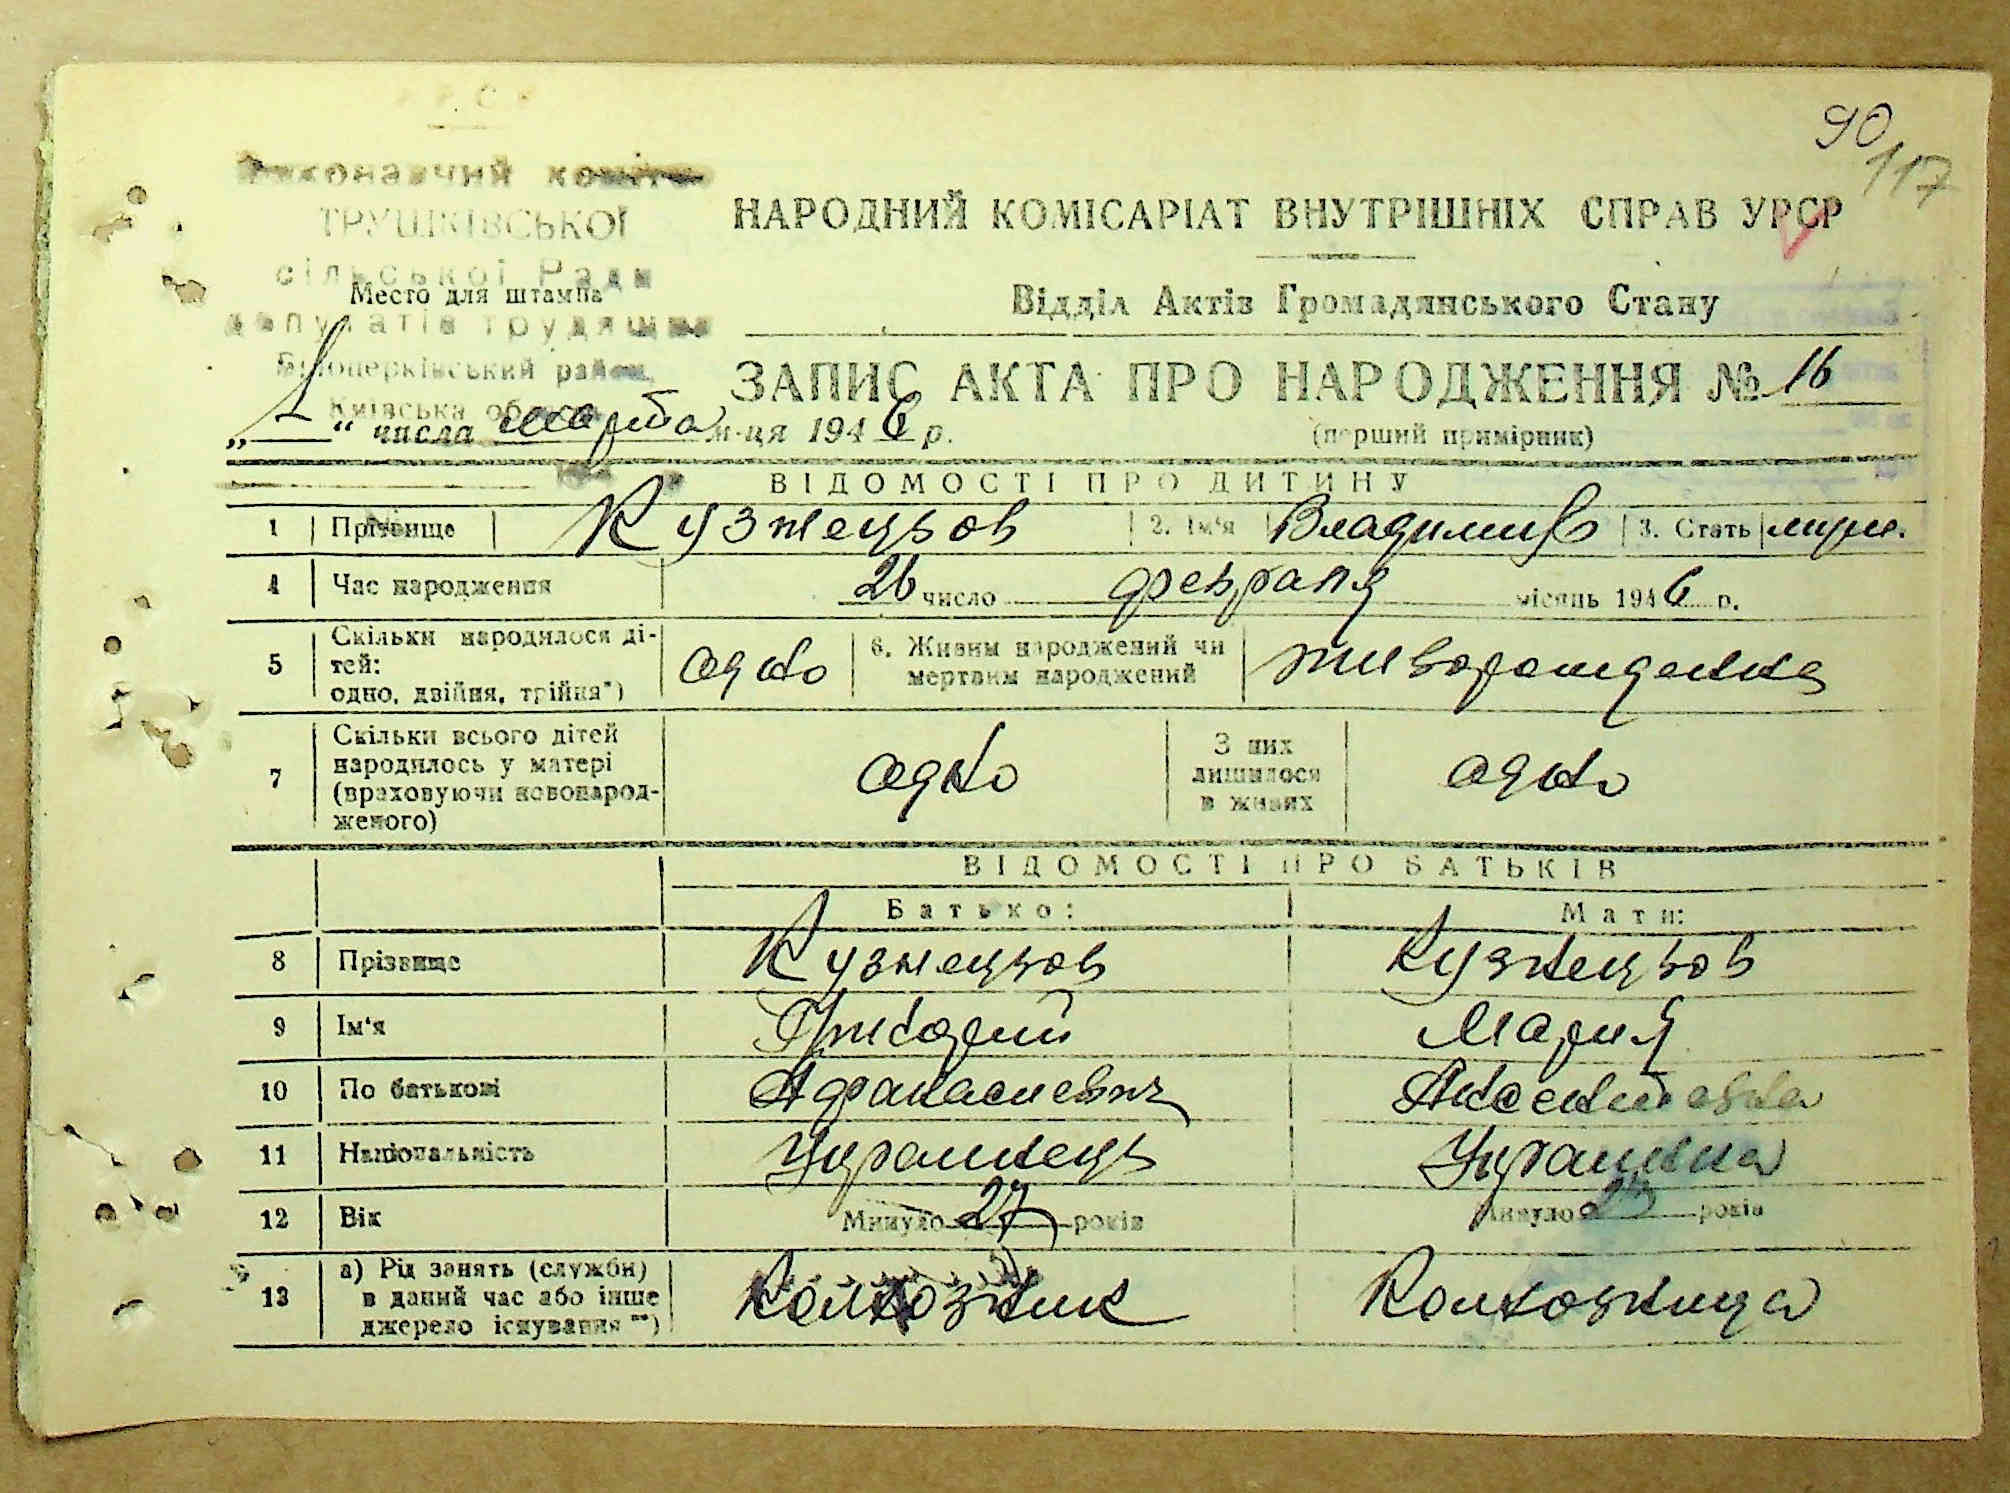 90
117
Виконавчий комітет
ТРУШКІВСЬКОЇ
сільської Ради
депутатів трудящих
Білоцерківський район,
Київська область
НАРОДНИЙ КОМІСАРІАТ ВНУТРІШНІХ СПРАВ УРСР
Место для штампа
Відділ Актів Громадянського Стану
ЗАПИС АКТА ПРО НАРОДЖЕННЯ № 16
„1“ числа марта м-ця 1946 р.
(перший примірник)
ВІДОМОСТІ ПРО ДИТИНУ
1 Прізвище Кузнецов 2. Ім'я Владимир 3. Стать муж.
4 Час народження 26 число февраля місяць 1946 р.
5 Скільки народилося дітей: одно, двійня, трійня*) одно 6. Живим народжений чи мертвим народжений
7 Скільки всього дітей народилось у матері (враховуючи новонародженого) одно З них лишилося в живих одно
ВІДОМОСТІ ПРО БАТЬКІВ
Батько: Мати:
8 Прізвище Кузнецов Кузнецов
9 Ім'я Григорий Мария
10 По батькові Афанасиевич
11 Національність Украинець Украинка
12 Вік Минуло 27 років Минуло років
13 а) Рід занять (служби) в даний час або інше джерело існування **) Колхозник Колхозница